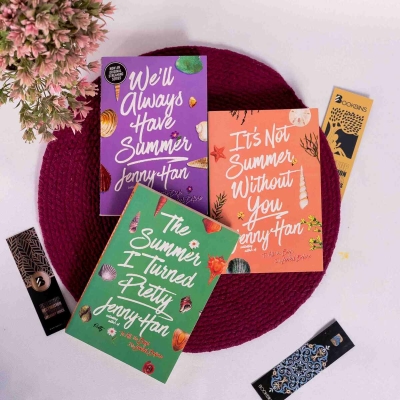 We'll
Always
Have
Summer
Jenny Han
It's Not
Summer
Without
You
Jenny Han
The
Summer
I Turned
Pretty
Jenny Han
BOOKBINS